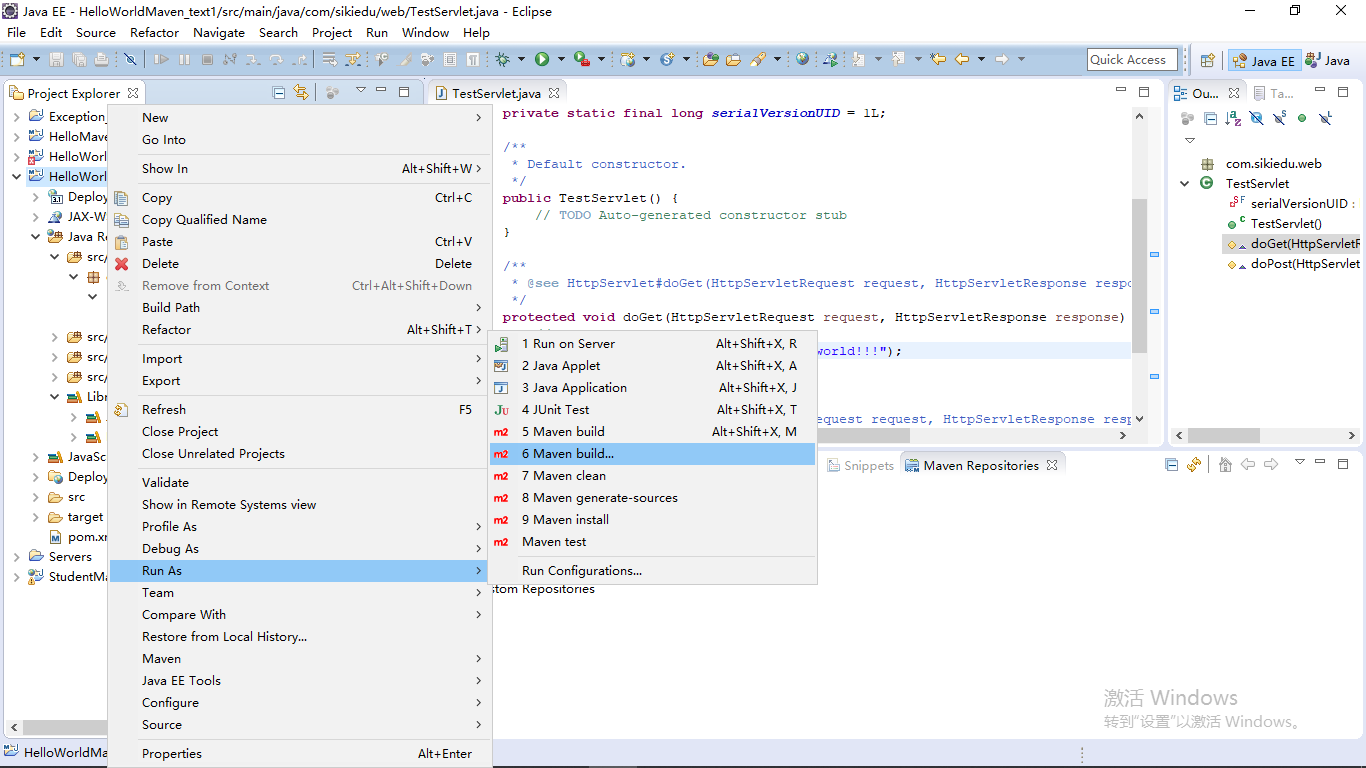 Java EE - HelloWorldMaven_text1/src/main/java/com/sikiedu/web/TestServlet.java - Eclipse
File Edit Source Refactor Navigate Search Project Run Window Help
Quick Access
Java EE
Java
Project Explorer
TestServlet.java
Ou...
Ta...
Exception_
HelloMave
HelloWorl
HelloWorl
Deploy
JAX-W
Java Re
src/
src/
src/
src/
Libr
JavaSc
Deploy
src
target
pom.xm
Servers
StudentMa
New
Go Into
Show In Alt+Shift+W
Copy Ctrl+C
Copy Qualified Name
Paste Ctrl+V
Delete Delete
Remove from Context Ctrl+Alt+Shift+Down
Build Path
Refactor Alt+Shift+T
Import
Export
Refresh F5
Close Project
Close Unrelated Projects
Validate
Show in Remote Systems view
Profile As
Debug As
Run As
Team
Compare With
Restore from Local History...
Maven
Java EE Tools
Configure
Source
Properties Alt+Enter
1 Run on Server Alt+Shift+X, R
2 Java Applet Alt+Shift+X, A
3 Java Application Alt+Shift+X, J
4 JUnit Test Alt+Shift+X, T
5 Maven build Alt+Shift+X, M
6 Maven build...
7 Maven clean
8 Maven generate-sources
9 Maven install
Maven test
Run Configurations...
private static final long serialVersionUID = 1L;
/**
* Default constructor.
*/
public TestServlet() {
// TODO Auto-generated constructor stub
}
/**
* @see HttpServlet#doGet(HttpServletRequest request, HttpServletResponse respo
*/
protected void doGet(HttpServletRequest request, HttpServletResponse response)
world!!!");
equest request, HttpServletResponse resp
com.sikiedu.web
TestServlet
serialVersionUID :
TestServlet()
doGet(HttpServletR
doPost(HttpServlet
Snippets
Maven Repositories
stom Repositories
激活 Windows
转到"设置"以激活 Windows。
HelloWorldMa